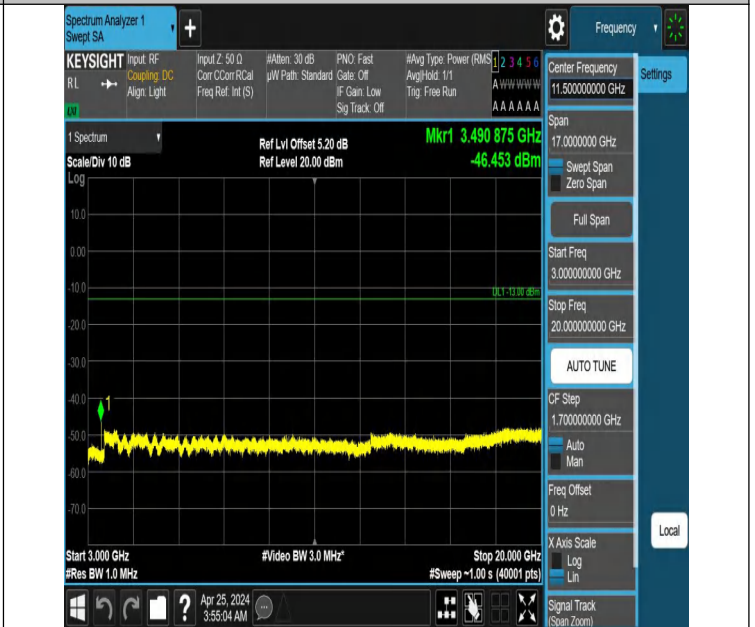 Spectrum Analyzer 1
Swept SA
Frequency
KEYSIGHT
RL
LXI
Input: RF
Coupling: DC
Align: Light
Input Z: 50 Ω
Corr CCorr RCal
Freq Ref: Int (S)
#Atten: 30 dB
µW Path: Standard
PNO: Fast
Gate: Off
IF Gain: Low
Sig Track: Off
#Avg Type: Power (RMS
Avg|Hold: 1/1
Trig: Free Run
1 2 3 4 5 6
A W W W W W
A A A A A A
Center Frequency
11.500000000 GHz
Settings
Span
17.0000000 GHz
Swept Span
Zero Span
Full Span
Start Freq
3.000000000 GHz
Stop Freq
20.000000000 GHz
AUTO TUNE
CF Step
1.700000000 GHz
Auto
Man
Freq Offset
0 Hz
X Axis Scale
Log
Lin
Signal Track
(Span Zoom)
Local
1 Spectrum
Scale/Div 10 dB
Log
Ref Lvl Offset 5.20 dB
Ref Level 20.00 dBm
Mkr1 3.490 875 GHz
-46.453 dBm
10.0
0.00
-10.0
DL1 -13.00 dBm
-20.0
-30.0
-40.0
1
-50.0
-60.0
-70.0
Start 3.000 GHz
#Res BW 1.0 MHz
#Video BW 3.0 MHz*
Stop 20.000 GHz
#Sweep ~1.00 s (40001 pts)
?
Apr 25, 2024
3:55:04 AM